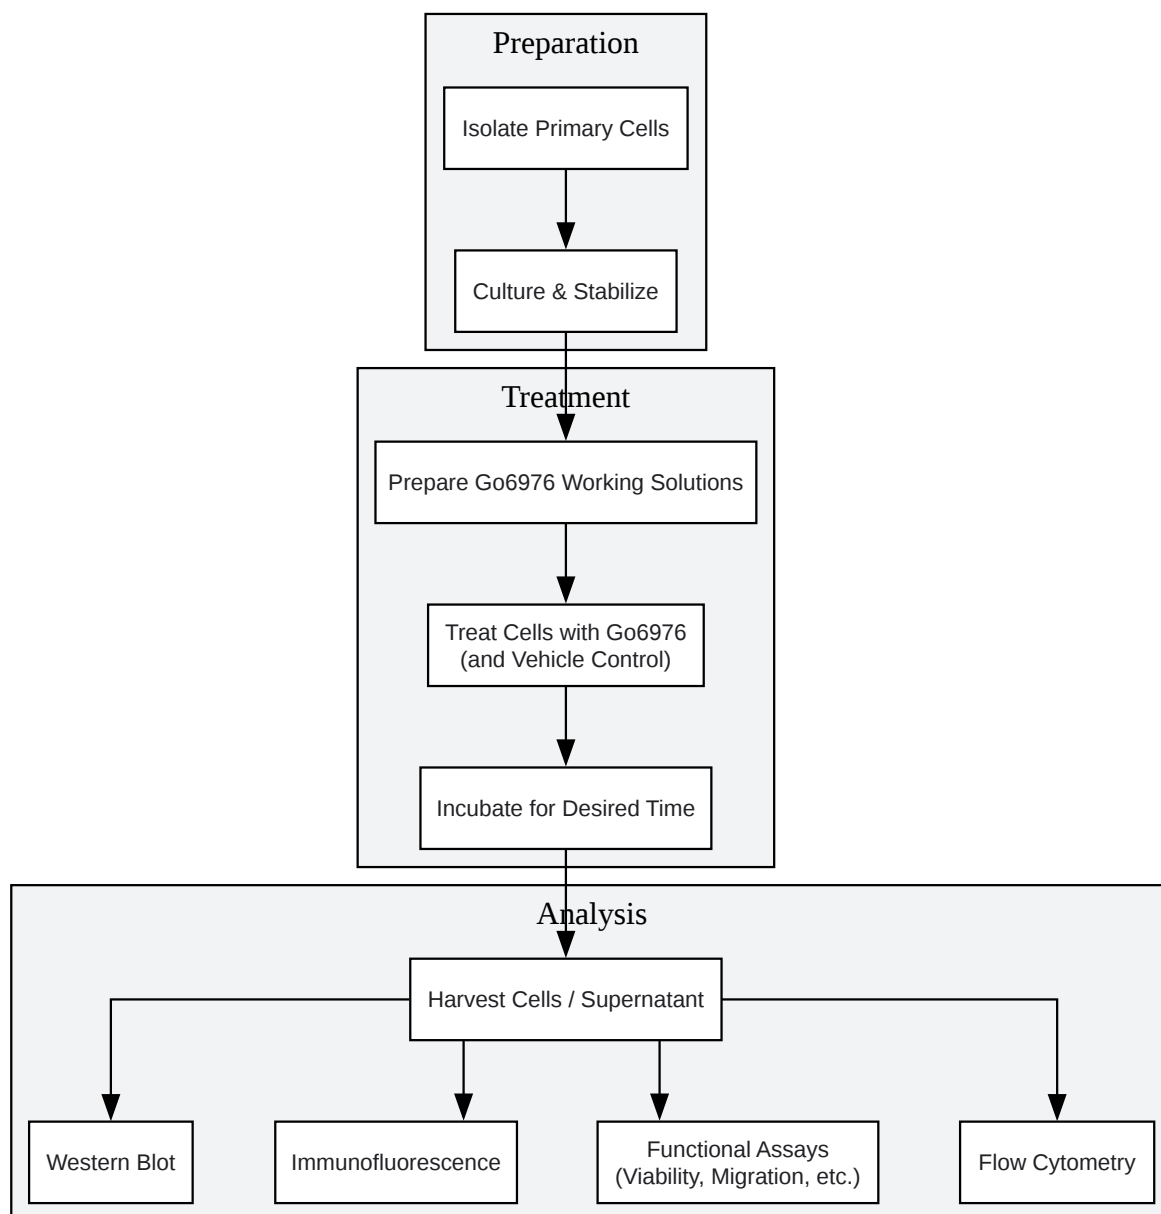 Preparation
Isolate Primary Cells
Culture & Stabilize
Treatment
Prepare Go6976 Working Solutions
Treat Cells with Go6976
(and Vehicle Control)
Incubate for Desired Time
Analysis
Harvest Cells / Supernatant
Western Blot
Immunofluorescence
Functional Assays
(Viability, Migration, etc.)
Flow Cytometry